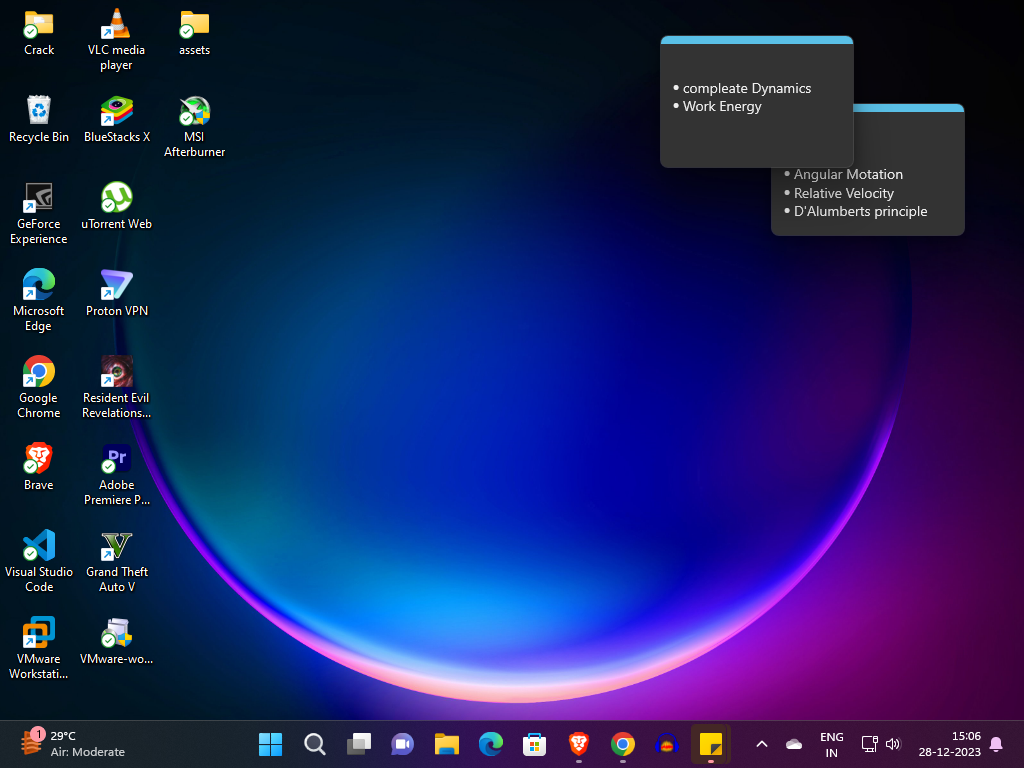 Crack
VLC media
player
assets
Recycle Bin
BlueStacks X
MSI
Afterburner
GeForce
Experience
uTorrent Web
Microsoft
Edge
Proton VPN
Google
Chrome
Resident Evil
Revelations...
Brave
Pr
Adobe
Premiere P...
Visual Studio
Code
Grand Theft
Auto V
VMware
Workstati...
VMware-wo...
• compleate Dynamics
• Work Energy
• Angular Motation
• Relative Velocity
• D'Alumberts principle
1
29°C
Air: Moderate
ENG
IN
15:06
28-12-2023